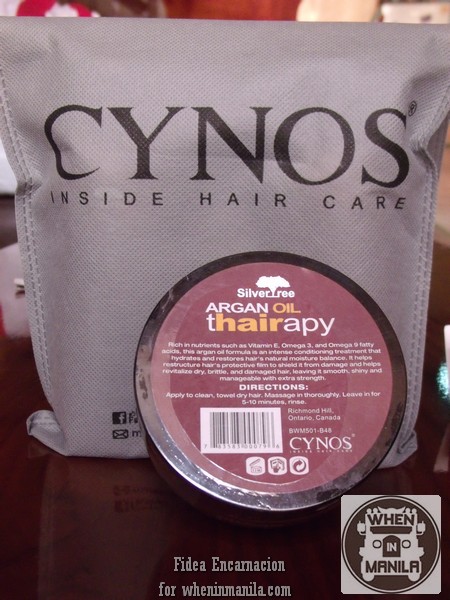 CYNOS®
INSIDE HAIR CARE
SilverTree
ARGAN OIL
thairapy
Rich in nutrients such as Vitamin E, Omega 3, and Omega 9 fatty
acids, this argan oil formula is an intense conditioning treatment that
hydrates and restores hair's natural moisture balance. It helps
restructure hair's protective film to shield it from damage and helps
revitalize dry, brittle, and damaged hair, leaving it smooth, shiny and
manageable with extra strength.
DIRECTIONS:
Apply to clean, towel dry hair. Massage in thoroughly. Leave in for
5-10 minutes, rinse.
Richmond Hill,
Ontario, Canada
BWM501-B48
CYNOS
INSIDE HAIR CARE
WHEN
IN
MANILA
Fidea Encarnacion
for wheninmanila.com